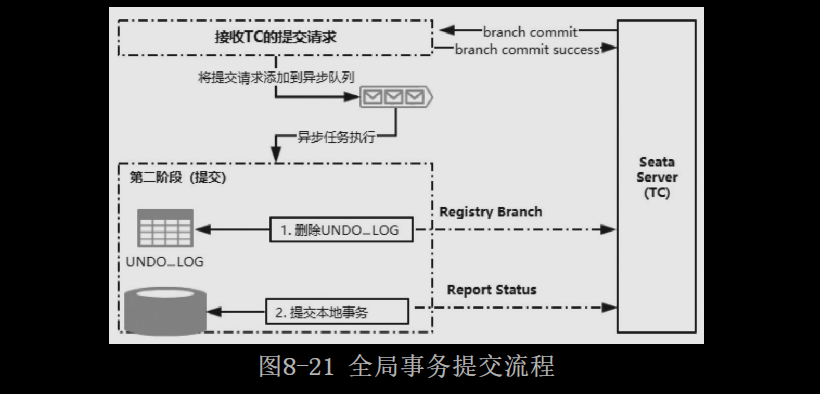 接收TC的提交请求
branch commit
branch commit success
将提交请求添加到异步队列
异步任务执行
Seata
Server
(TC)
第二阶段 (提交)
Registry Branch
1. 删除UNDO_LOG
UNDO_LOG
Report Status
2. 提交本地事务
图8-21 全局事务提交流程